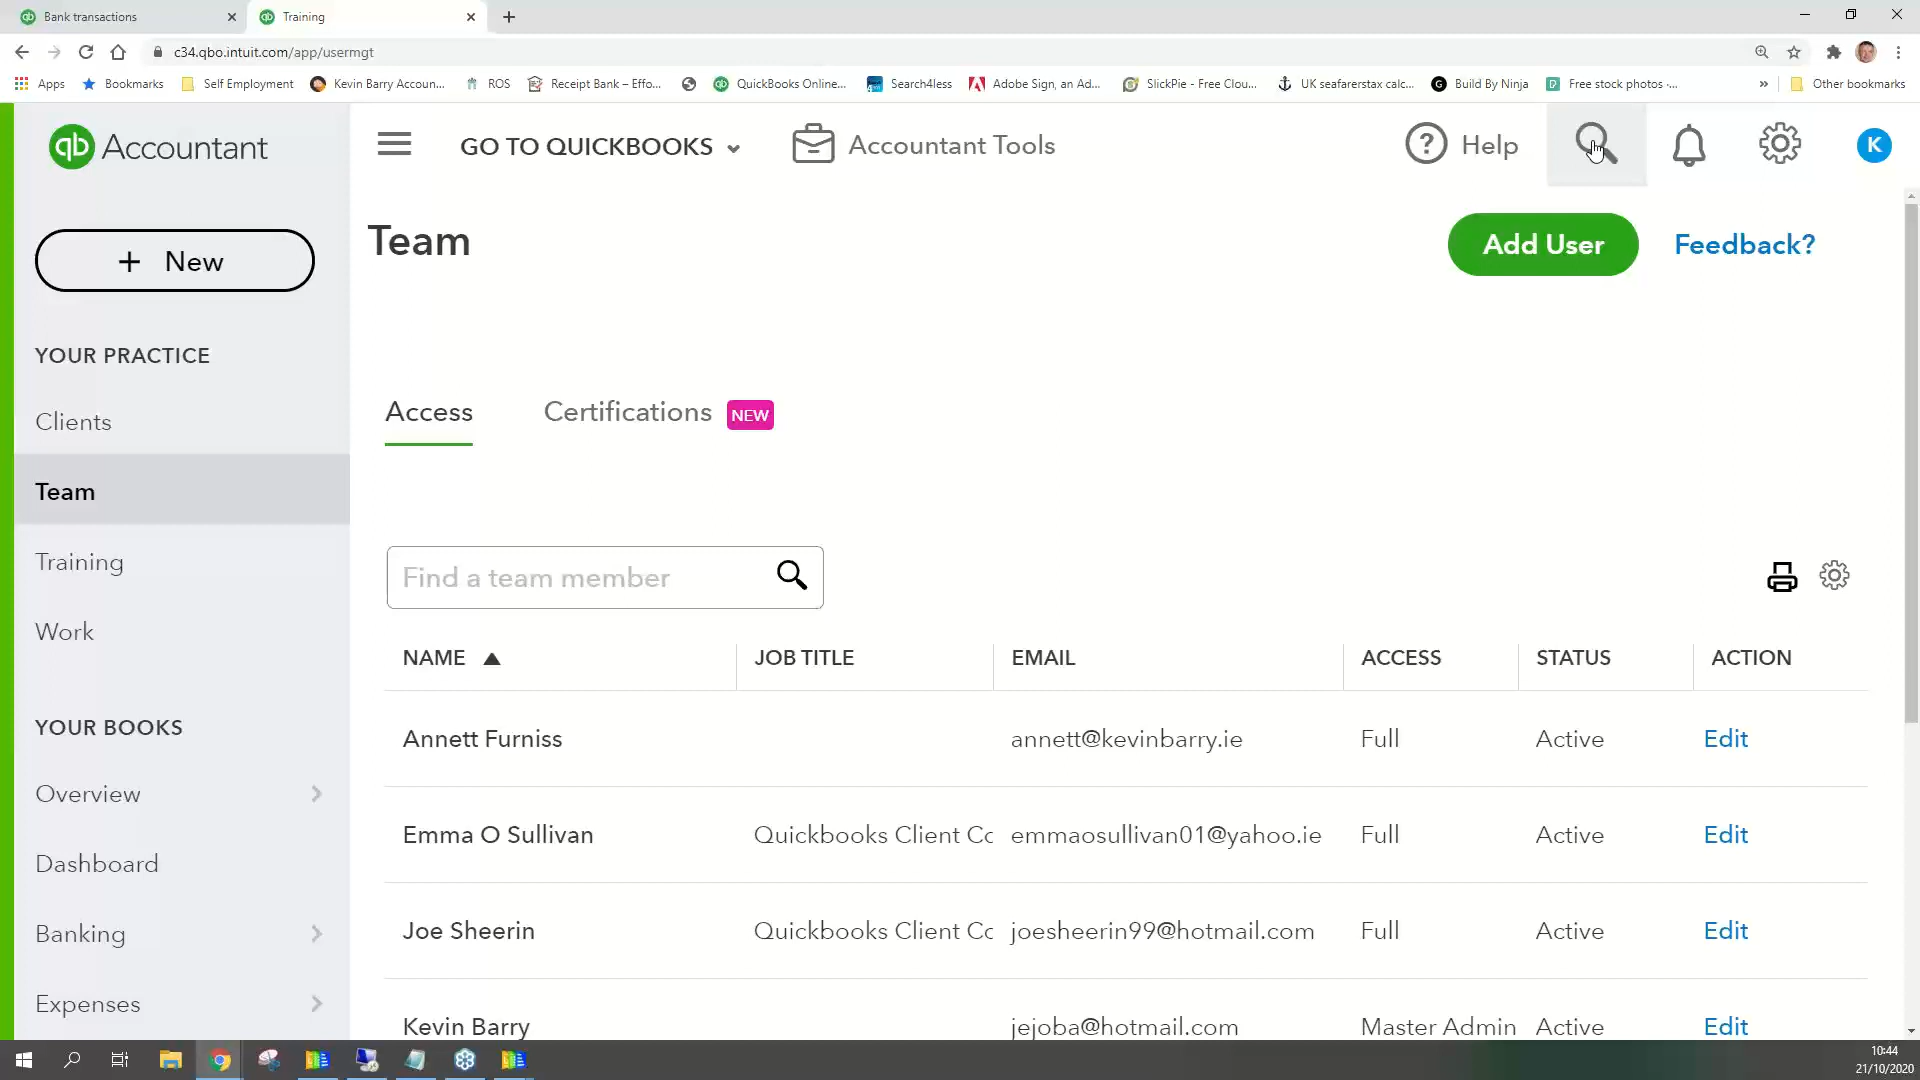 Bank transactions
Training
c34.qbo.intuit.com/app/usermgt
Apps Bookmarks Self Employment Kevin Barry Accoun... ROS Receipt Bank – Effo... QuickBooks Online... Search4less Adobe Sign, an Ad... SlickPie - Free Clou... UK seafarerstax calc... Build By Ninja Free stock photos -... » Other bookmarks
qb Accountant
GO TO QUICKBOOKS
Accountant Tools
Help
K
+ New
Team
Add User
Feedback?
YOUR PRACTICE
Clients
Team
Training
Work
YOUR BOOKS
Overview
Dashboard
Banking
Expenses
Access
Certifications NEW
Find a team member
NAME JOB TITLE EMAIL ACCESS STATUS ACTION
Annett Furniss annett@kevinbarry.ie Full Active Edit
Emma O Sullivan Quickbooks Client Cc emmaosullivan01@yahoo.ie Full Active Edit
Joe Sheerin Quickbooks Client Cc joesheerin99@hotmail.com Full Active Edit
Kevin Barry jejoba@hotmail.com Master Admin Active Edit
10:44
21/10/2020